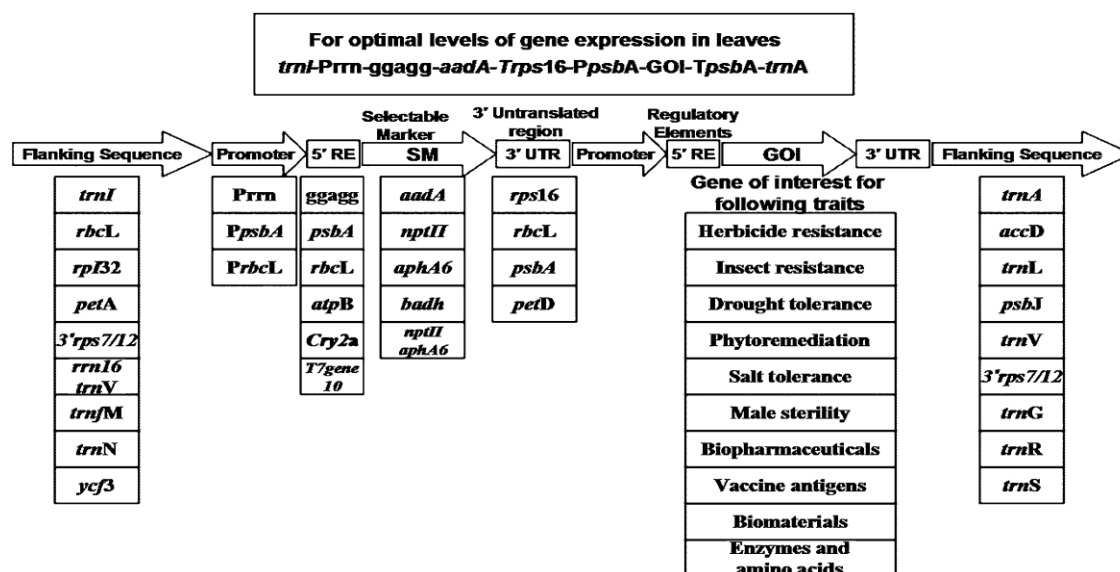 For optimal levels of gene expression in leaves
trnI-Prrn-ggagg-aadA-Trps16-PpsbA-GOI-TpsbA-trnA
Selectable
Marker
3' Untranslated
region
Regulatory
Elements
Flanking Sequence
Promoter
5' RE
SM
3' UTR
Promoter
5' RE
GOI
3' UTR
Flanking Sequence
trnI
rbcL
rpl32
petA
3'rps7/12
rrn16
trnV
trnfM
trnN
ycf3
Prrn
PpsbA
PrbcL
ggagg
psbA
rbcL
atpB
Cry2a
T7gene
10
aadA
nptII
aphA6
badh
nptII
aphA6
rps16
rbcL
psbA
petD
Gene of interest for
following traits
Herbicide resistance
Insect resistance
Drought tolerance
Phytoremediation
Salt tolerance
Male sterility
Biopharmaceuticals
Vaccine antigens
Biomaterials
Enzymes and
amino acids
trnA
accD
trnL
psbJ
trnV
3'rps7/12
trnG
trnR
trnS